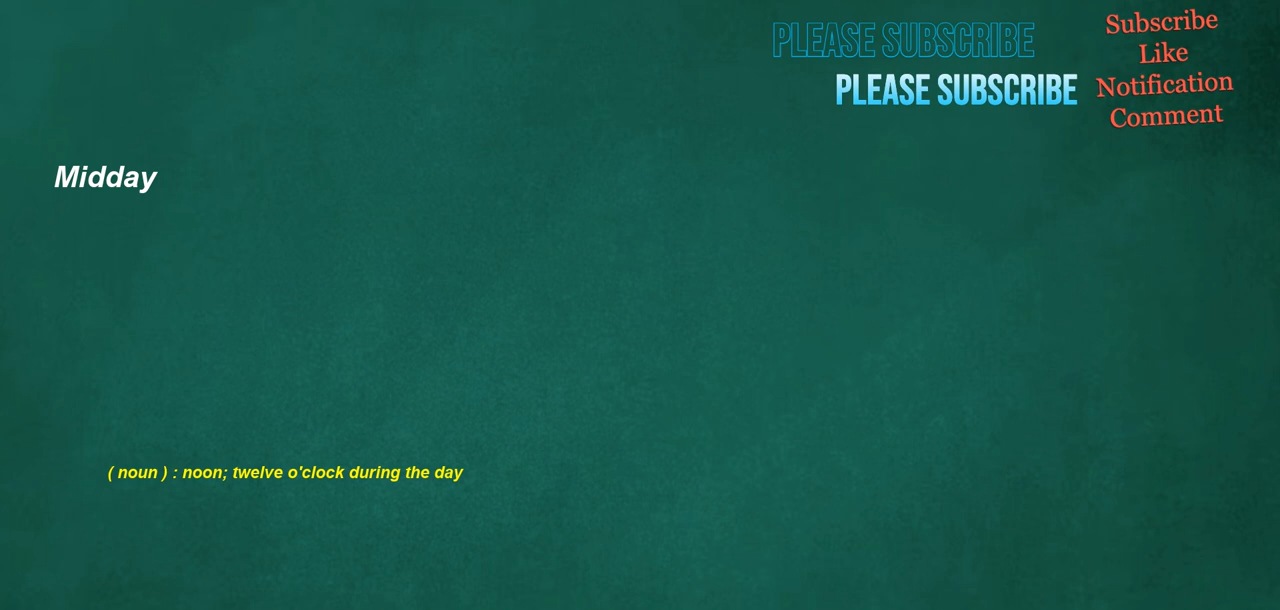 PLEASE SUBSCRIBE
PLEASE SUBSCRIBE
Subscribe
Like
Notification
Comment
Midday
( noun ) : noon; twelve o'clock during the day